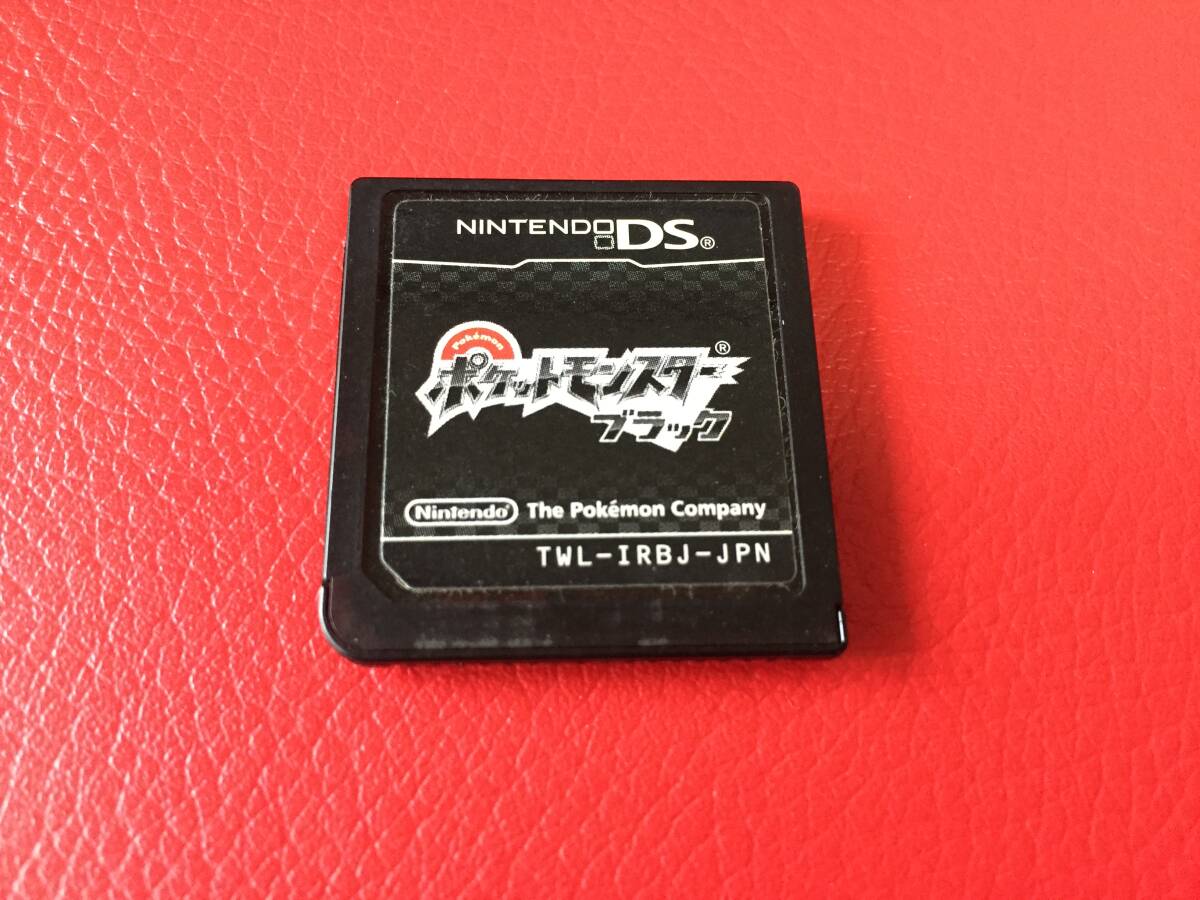 NINTENDO DS®
Pokémon
ポケットモンスター®
ブラック
Nintendo® The Pokémon Company
TWL-IRBJ-JPN